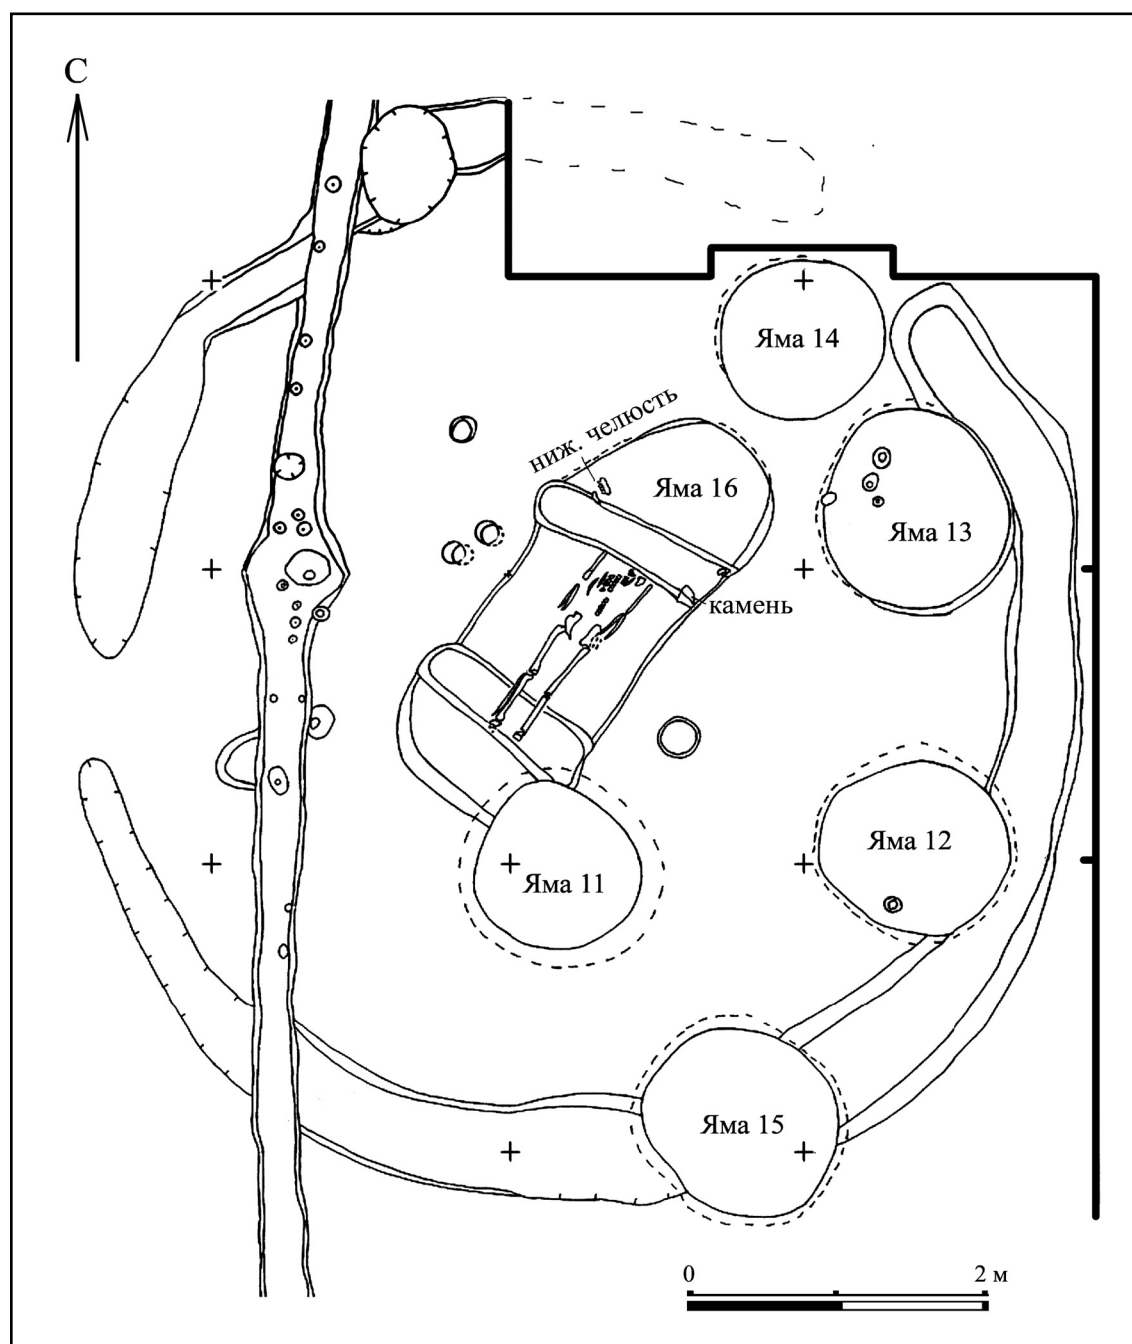 С
Яма 14
ниж. челюсть
Яма 16
Яма 13
камень
Яма 12
Яма 11
Яма 15
0
2 м